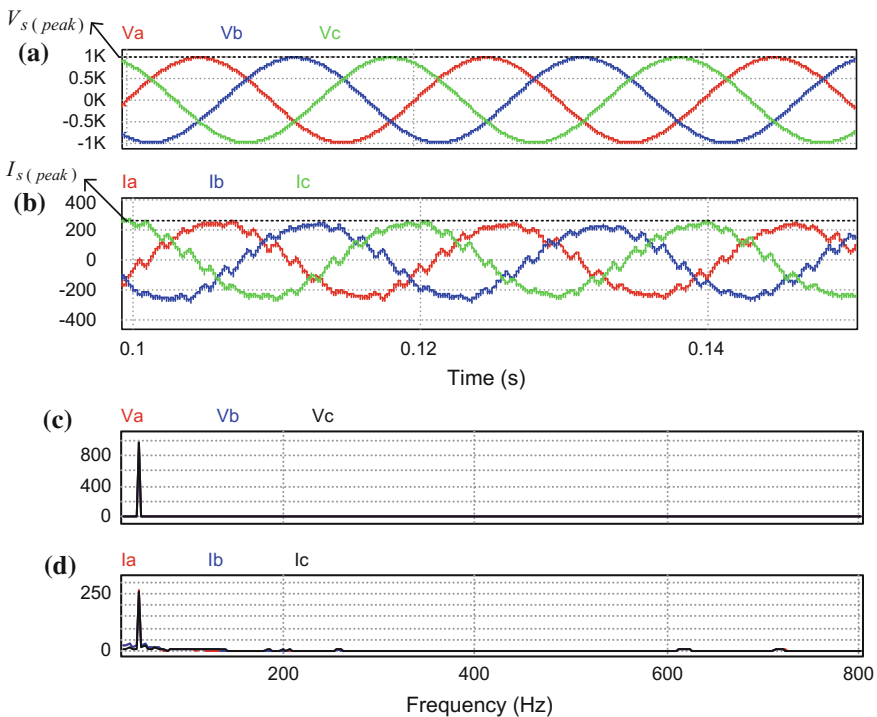 Vs(peak)
Va Vb Vc
(a)
1K
0.5K
0K
-0.5K
-1K
Is(peak)
Ia Ib Ic
(b)
400
200
0
-200
-400
0.1 0.12 0.14
Time (s)
(c)
Va Vb Vc
800
400
0
(d)
Ia Ib Ic
250
0
200 400 600 800
Frequency (Hz)